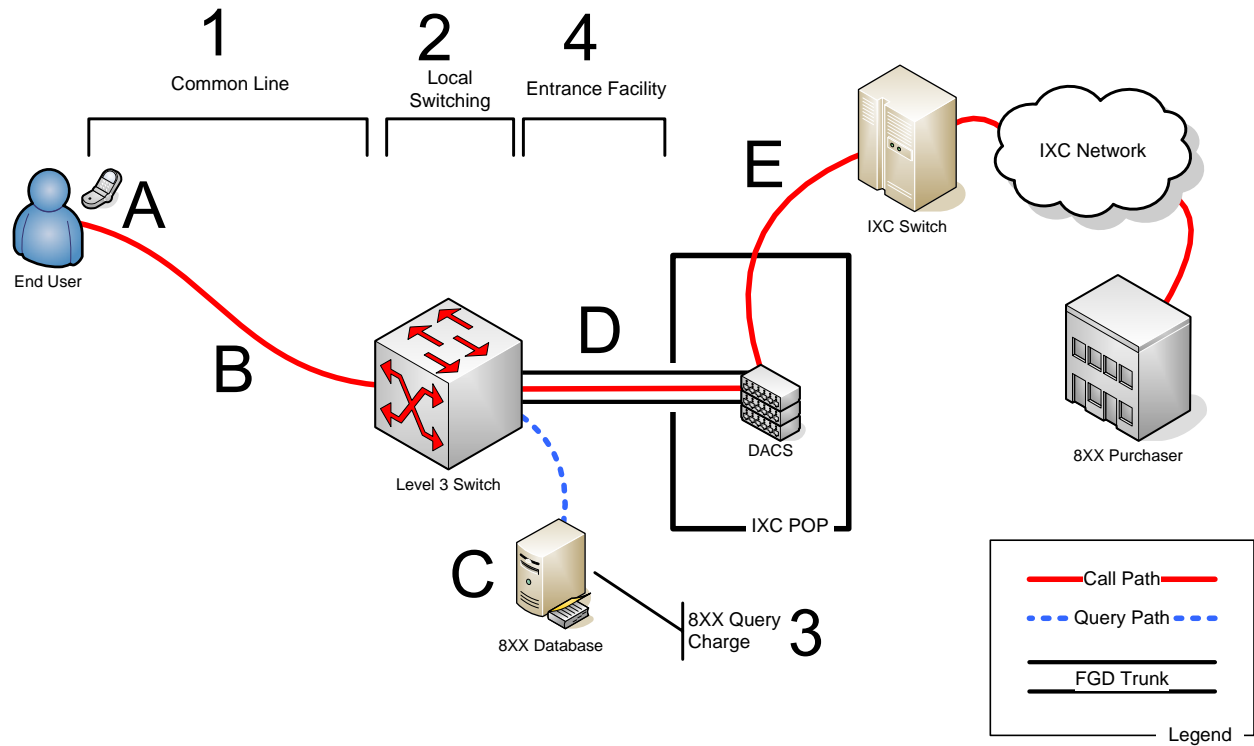 1
2
4
Common Line
Local
Switching
Entrance Facility
A
End User
B
D
E
IXC Switch
IXC Network
8XX Purchaser
Level 3 Switch
DACS
IXC POP
C
8XX Database
8XX Query
Charge
3
Call Path
Query Path
FGD Trunk
Legend